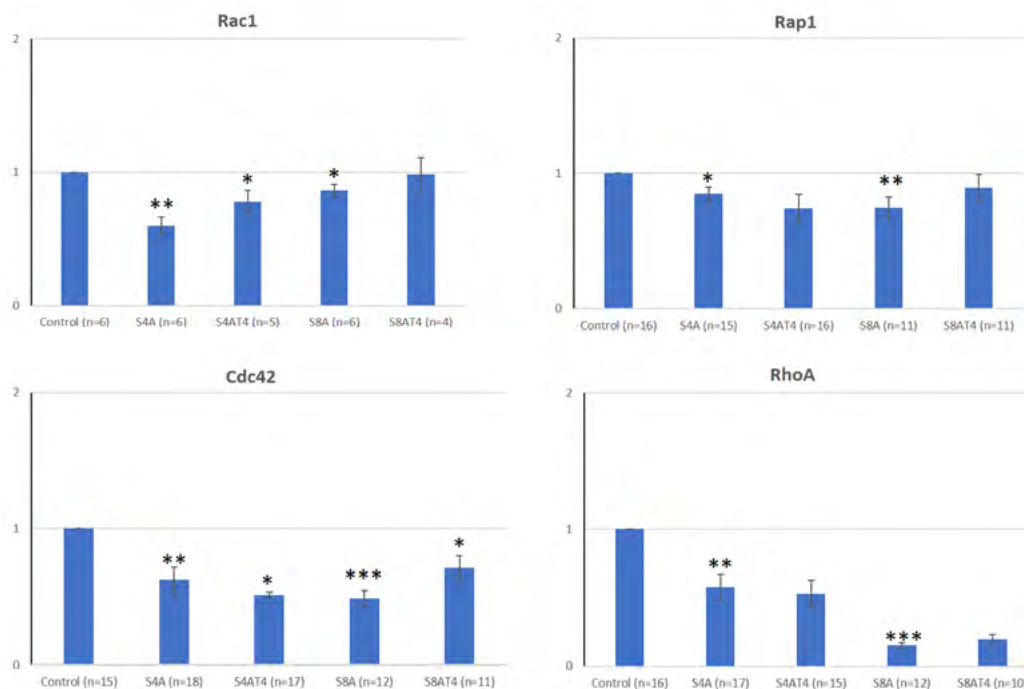 Rac1
2
1
0
**
*
*
Control (n=6) S4A (n=6) S4AT4 (n=5) S8A (n=6) S8AT4 (n=4)
Rap1
2
1
0
*
**
Control (n=16) S4A (n=15) S4AT4 (n=16) S8A (n=11) S8AT4 (n=11)
Cdc42
2
1
0
**
*
***
*
Control (n=15) S4A (n=18) S4AT4 (n=17) S8A (n=12) S8AT4 (n=11)
RhoA
2
1
0
**
***
Control (n=16) S4A (n=17) S4AT4 (n=15) S8A (n=12) S8AT4 (n=10